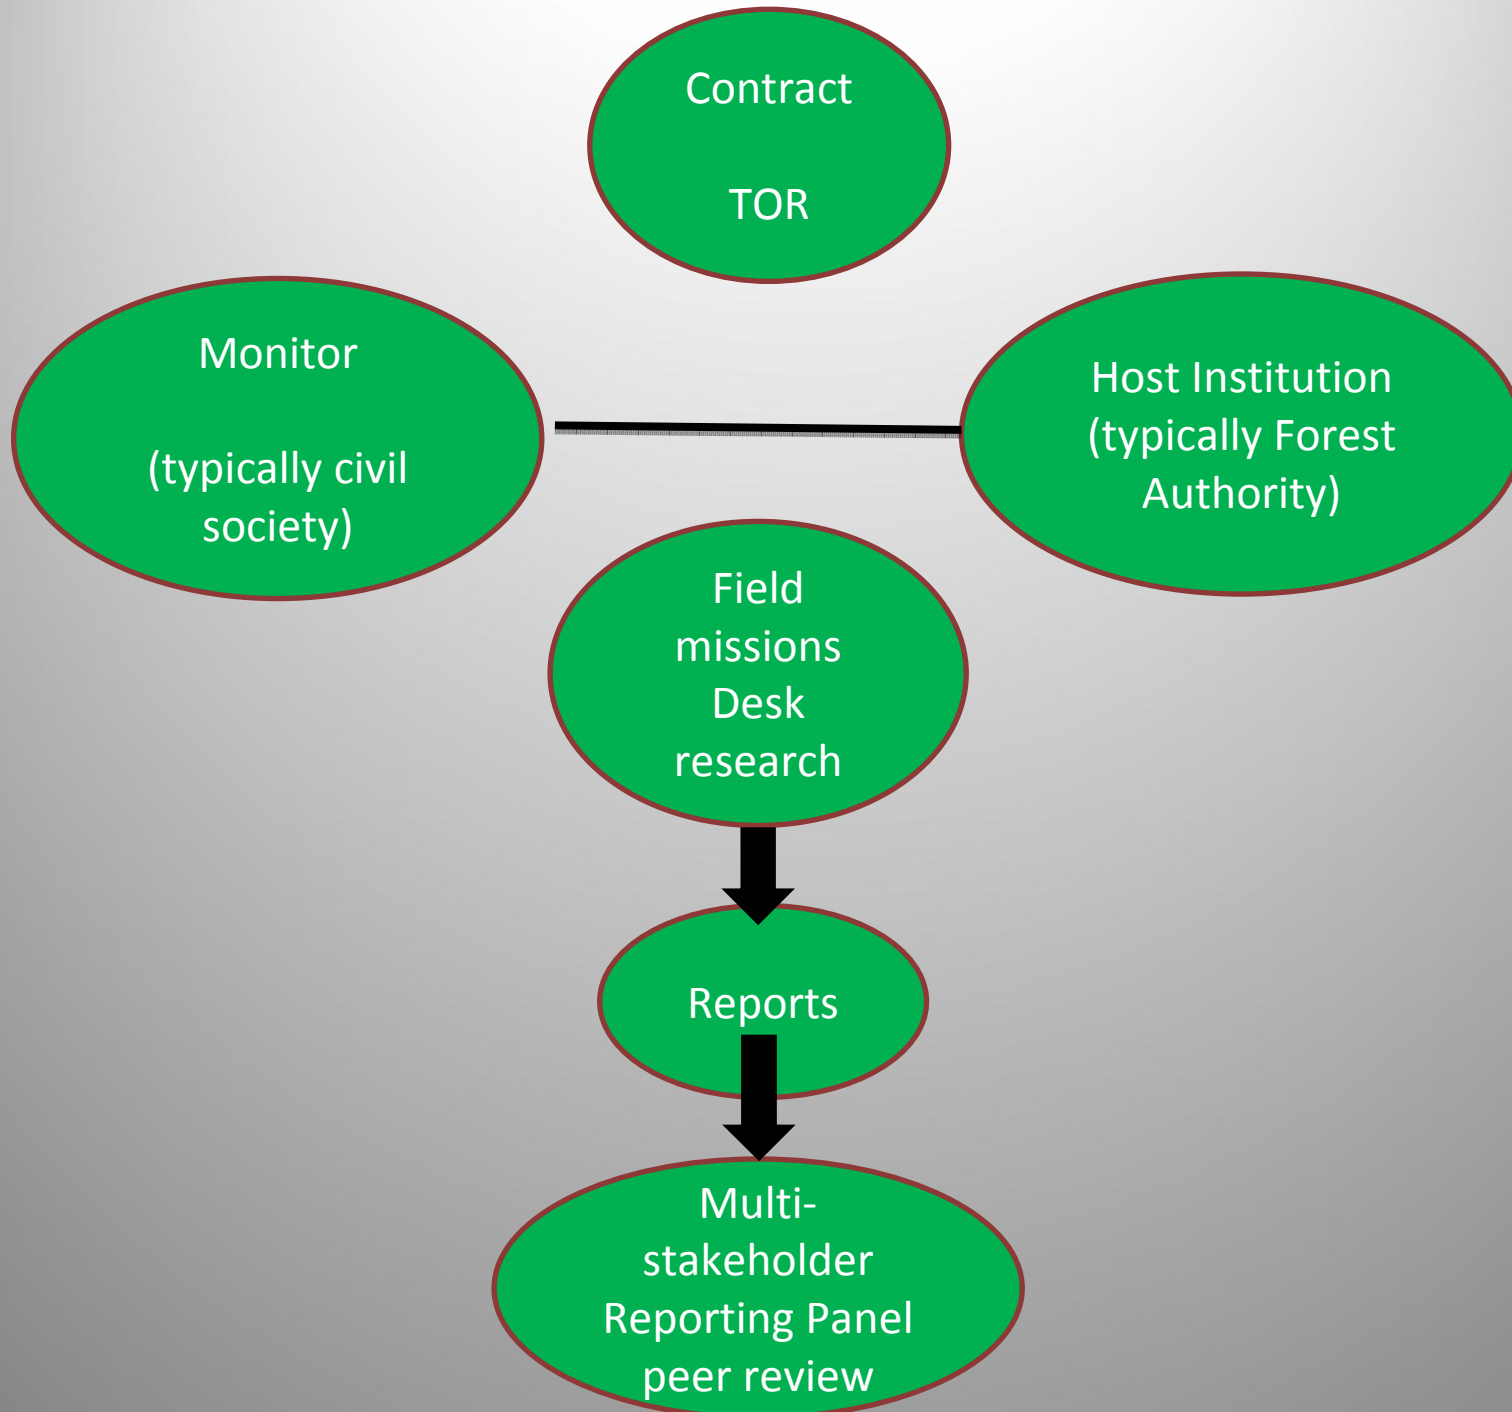 Contract
TOR
Monitor
(typically civil
society)
Host Institution
(typically Forest
Authority)
Field
missions
Desk
research
Reports
Multi-
stakeholder
Reporting Panel
peer review